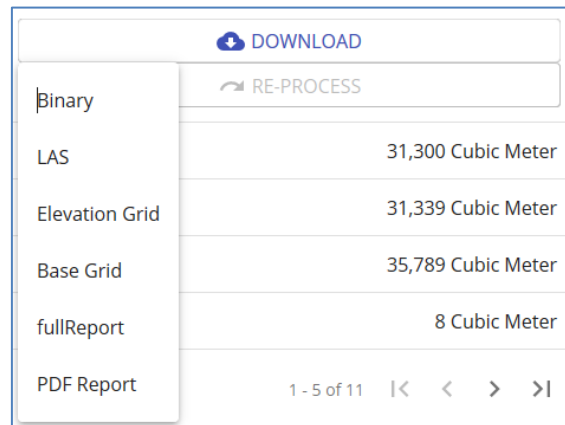 DOWNLOAD
RE-PROCESS
Binary
LAS
31,300 Cubic Meter
Elevation Grid
31,339 Cubic Meter
Base Grid
35,789 Cubic Meter
fullReport
8 Cubic Meter
PDF Report
1 - 5 of 11